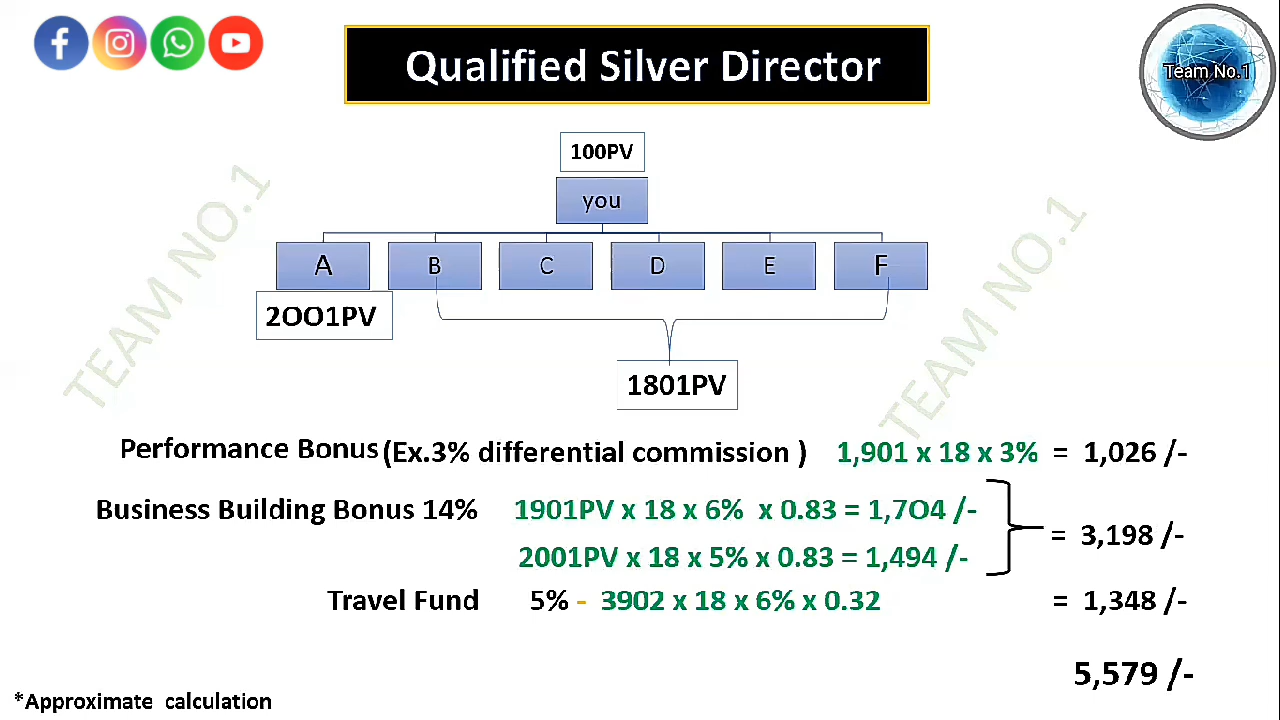 Qualified Silver Director
Team No.1
100PV
you
A B C D E F
2OO1PV
1801PV
TEAM NO.1
TEAM NO.1
Performance Bonus (Ex.3% differential commission ) 1,901 x 18 x 3% = 1,026 /-
Business Building Bonus 14% 1901PV x 18 x 6% x 0.83 = 1,7O4 /-
= 3,198 /-
2001PV x 18 x 5% x 0.83 = 1,494 /-
Travel Fund 5% - 3902 x 18 x 6% x 0.32 = 1,348 /-
5,579 /-
*Approximate calculation